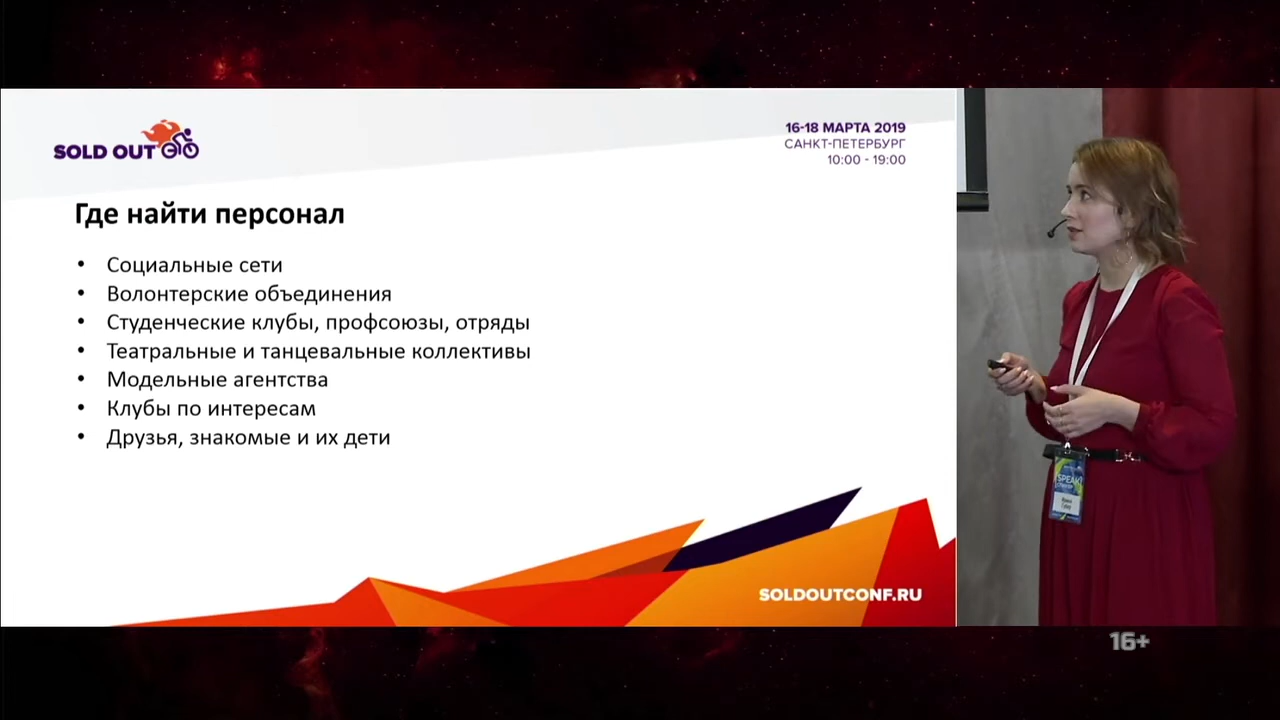 SOLD OUT
16-18 МАРТА 2019
САНКТ-ПЕТЕРБУРГ
10:00 - 19:00
Где найти персонал
• Социальные сети
• Волонтерские объединения
• Студенческие клубы, профсоюзы, отряды
• Театральные и танцевальные коллективы
• Модельные агентства
• Клубы по интересам
• Друзья, знакомые и их дети
SOLDOUTCONF.RU
16+